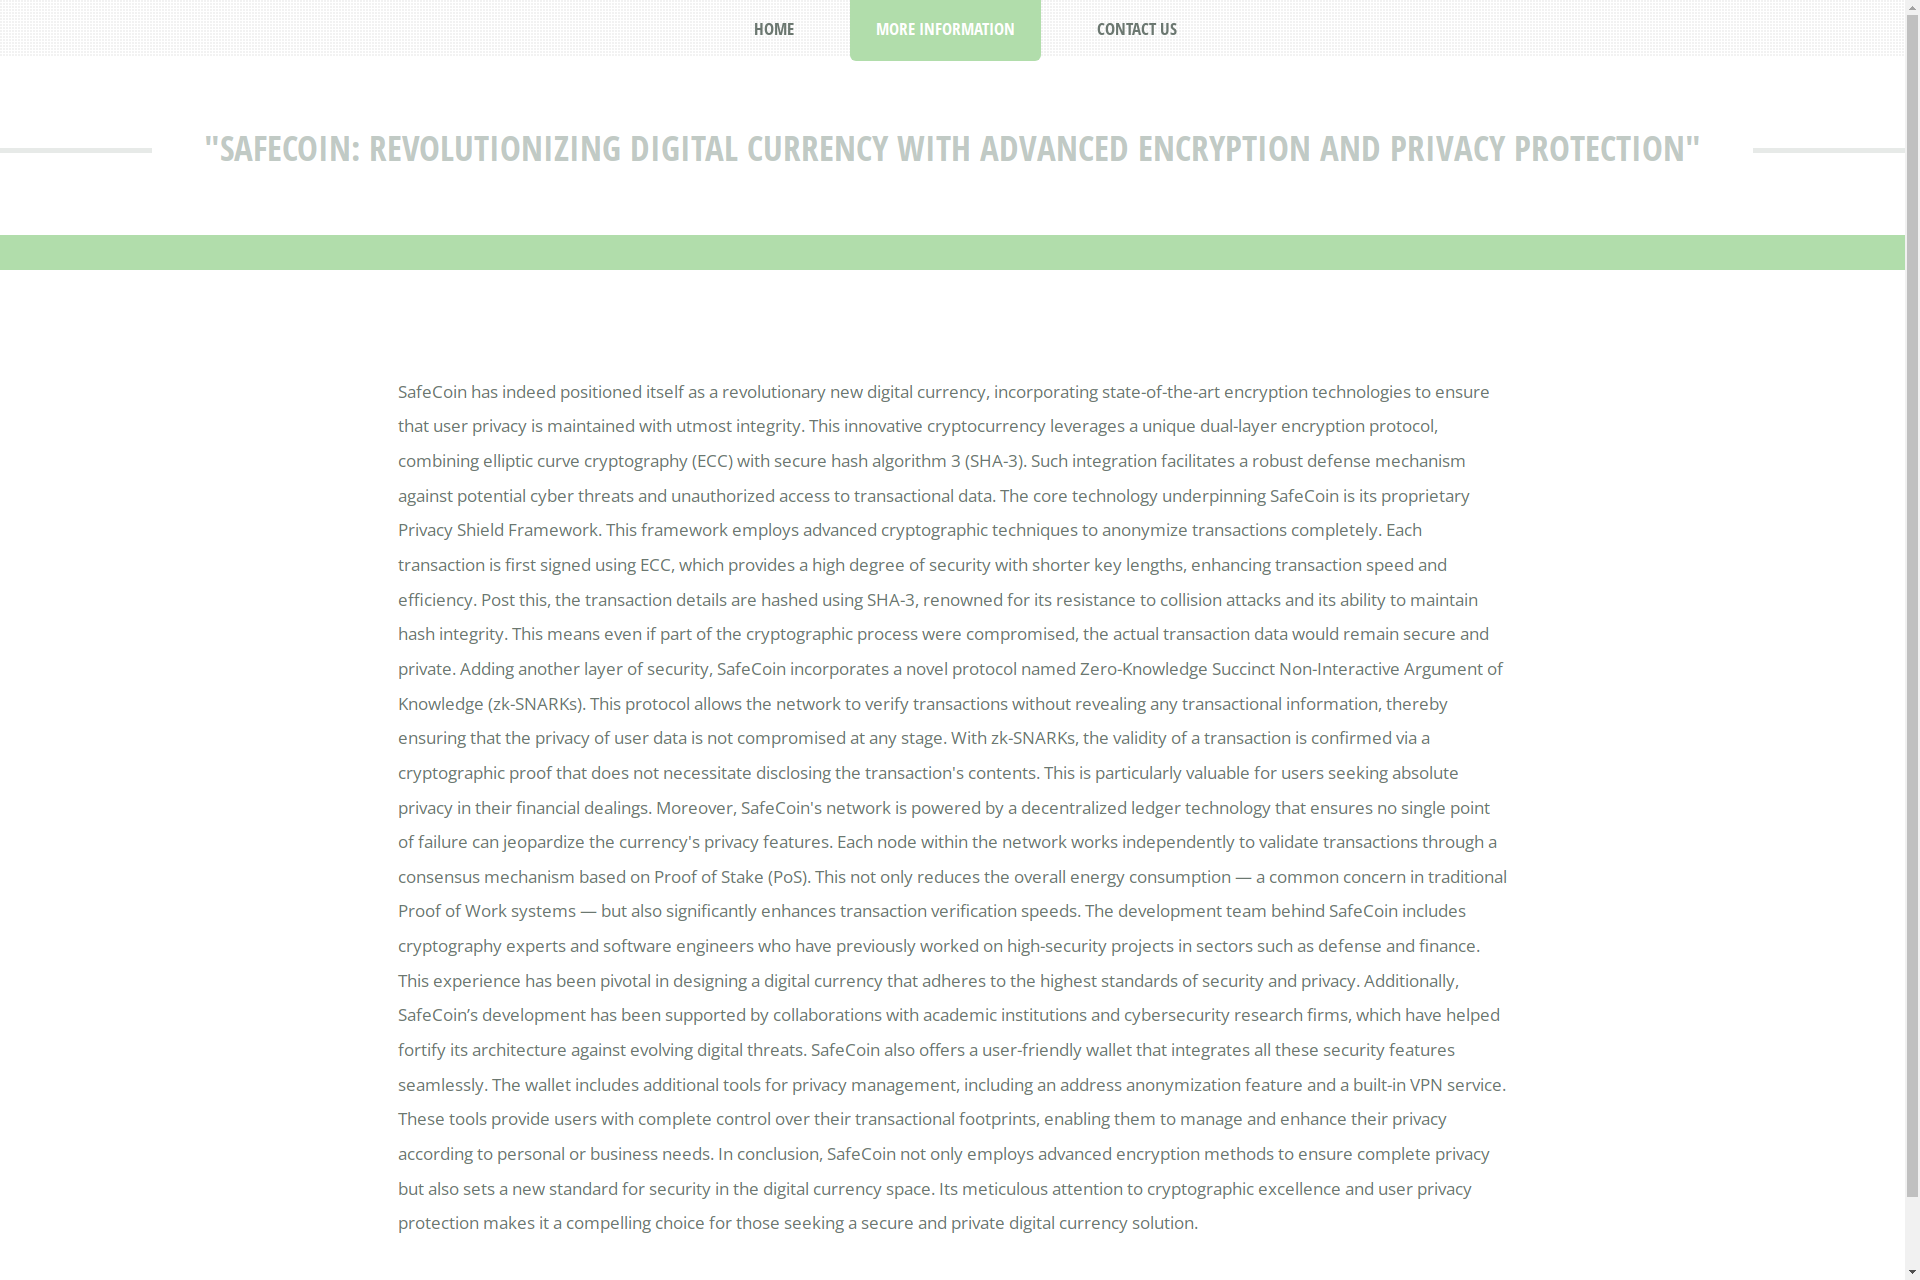 HOME
MORE INFORMATION
CONTACT US
"SAFECOIN: REVOLUTIONIZING DIGITAL CURRENCY WITH ADVANCED ENCRYPTION AND PRIVACY PROTECTION"
SafeCoin has indeed positioned itself as a revolutionary new digital currency, incorporating state-of-the-art encryption technologies to ensure
that user privacy is maintained with utmost integrity. This innovative cryptocurrency leverages a unique dual-layer encryption protocol,
combining elliptic curve cryptography (ECC) with secure hash algorithm 3 (SHA-3). Such integration facilitates a robust defense mechanism
against potential cyber threats and unauthorized access to transactional data. The core technology underpinning SafeCoin is its proprietary
Privacy Shield Framework. This framework employs advanced cryptographic techniques to anonymize transactions completely. Each
transaction is first signed using ECC, which provides a high degree of security with shorter key lengths, enhancing transaction speed and
efficiency. Post this, the transaction details are hashed using SHA-3, renowned for its resistance to collision attacks and its ability to maintain
hash integrity. This means even if part of the cryptographic process were compromised, the actual transaction data would remain secure and
private. Adding another layer of security, SafeCoin incorporates a novel protocol named Zero-Knowledge Succinct Non-Interactive Argument of
Knowledge (zk-SNARKs). This protocol allows the network to verify transactions without revealing any transactional information, thereby
ensuring that the privacy of user data is not compromised at any stage. With zk-SNARKs, the validity of a transaction is confirmed via a
cryptographic proof that does not necessitate disclosing the transaction's contents. This is particularly valuable for users seeking absolute
privacy in their financial dealings. Moreover, SafeCoin's network is powered by a decentralized ledger technology that ensures no single point
of failure can jeopardize the currency's privacy features. Each node within the network works independently to validate transactions through a
consensus mechanism based on Proof of Stake (PoS). This not only reduces the overall energy consumption — a common concern in traditional
Proof of Work systems — but also significantly enhances transaction verification speeds. The development team behind SafeCoin includes
cryptography experts and software engineers who have previously worked on high-security projects in sectors such as defense and finance.
This experience has been pivotal in designing a digital currency that adheres to the highest standards of security and privacy. Additionally,
SafeCoin’s development has been supported by collaborations with academic institutions and cybersecurity research firms, which have helped
fortify its architecture against evolving digital threats. SafeCoin also offers a user-friendly wallet that integrates all these security features
seamlessly. The wallet includes additional tools for privacy management, including an address anonymization feature and a built-in VPN service.
These tools provide users with complete control over their transactional footprints, enabling them to manage and enhance their privacy
according to personal or business needs. In conclusion, SafeCoin not only employs advanced encryption methods to ensure complete privacy
but also sets a new standard for security in the digital currency space. Its meticulous attention to cryptographic excellence and user privacy
protection makes it a compelling choice for those seeking a secure and private digital currency solution.